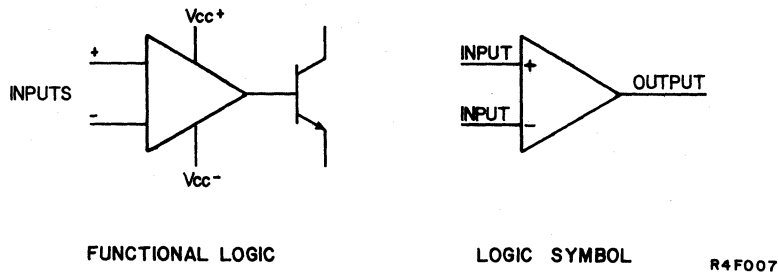 Vcc+
+
INPUTS
-
Vcc-
INPUT
+
OUTPUT
INPUT
-
FUNCTIONAL LOGIC
LOGIC SYMBOL
R4F007